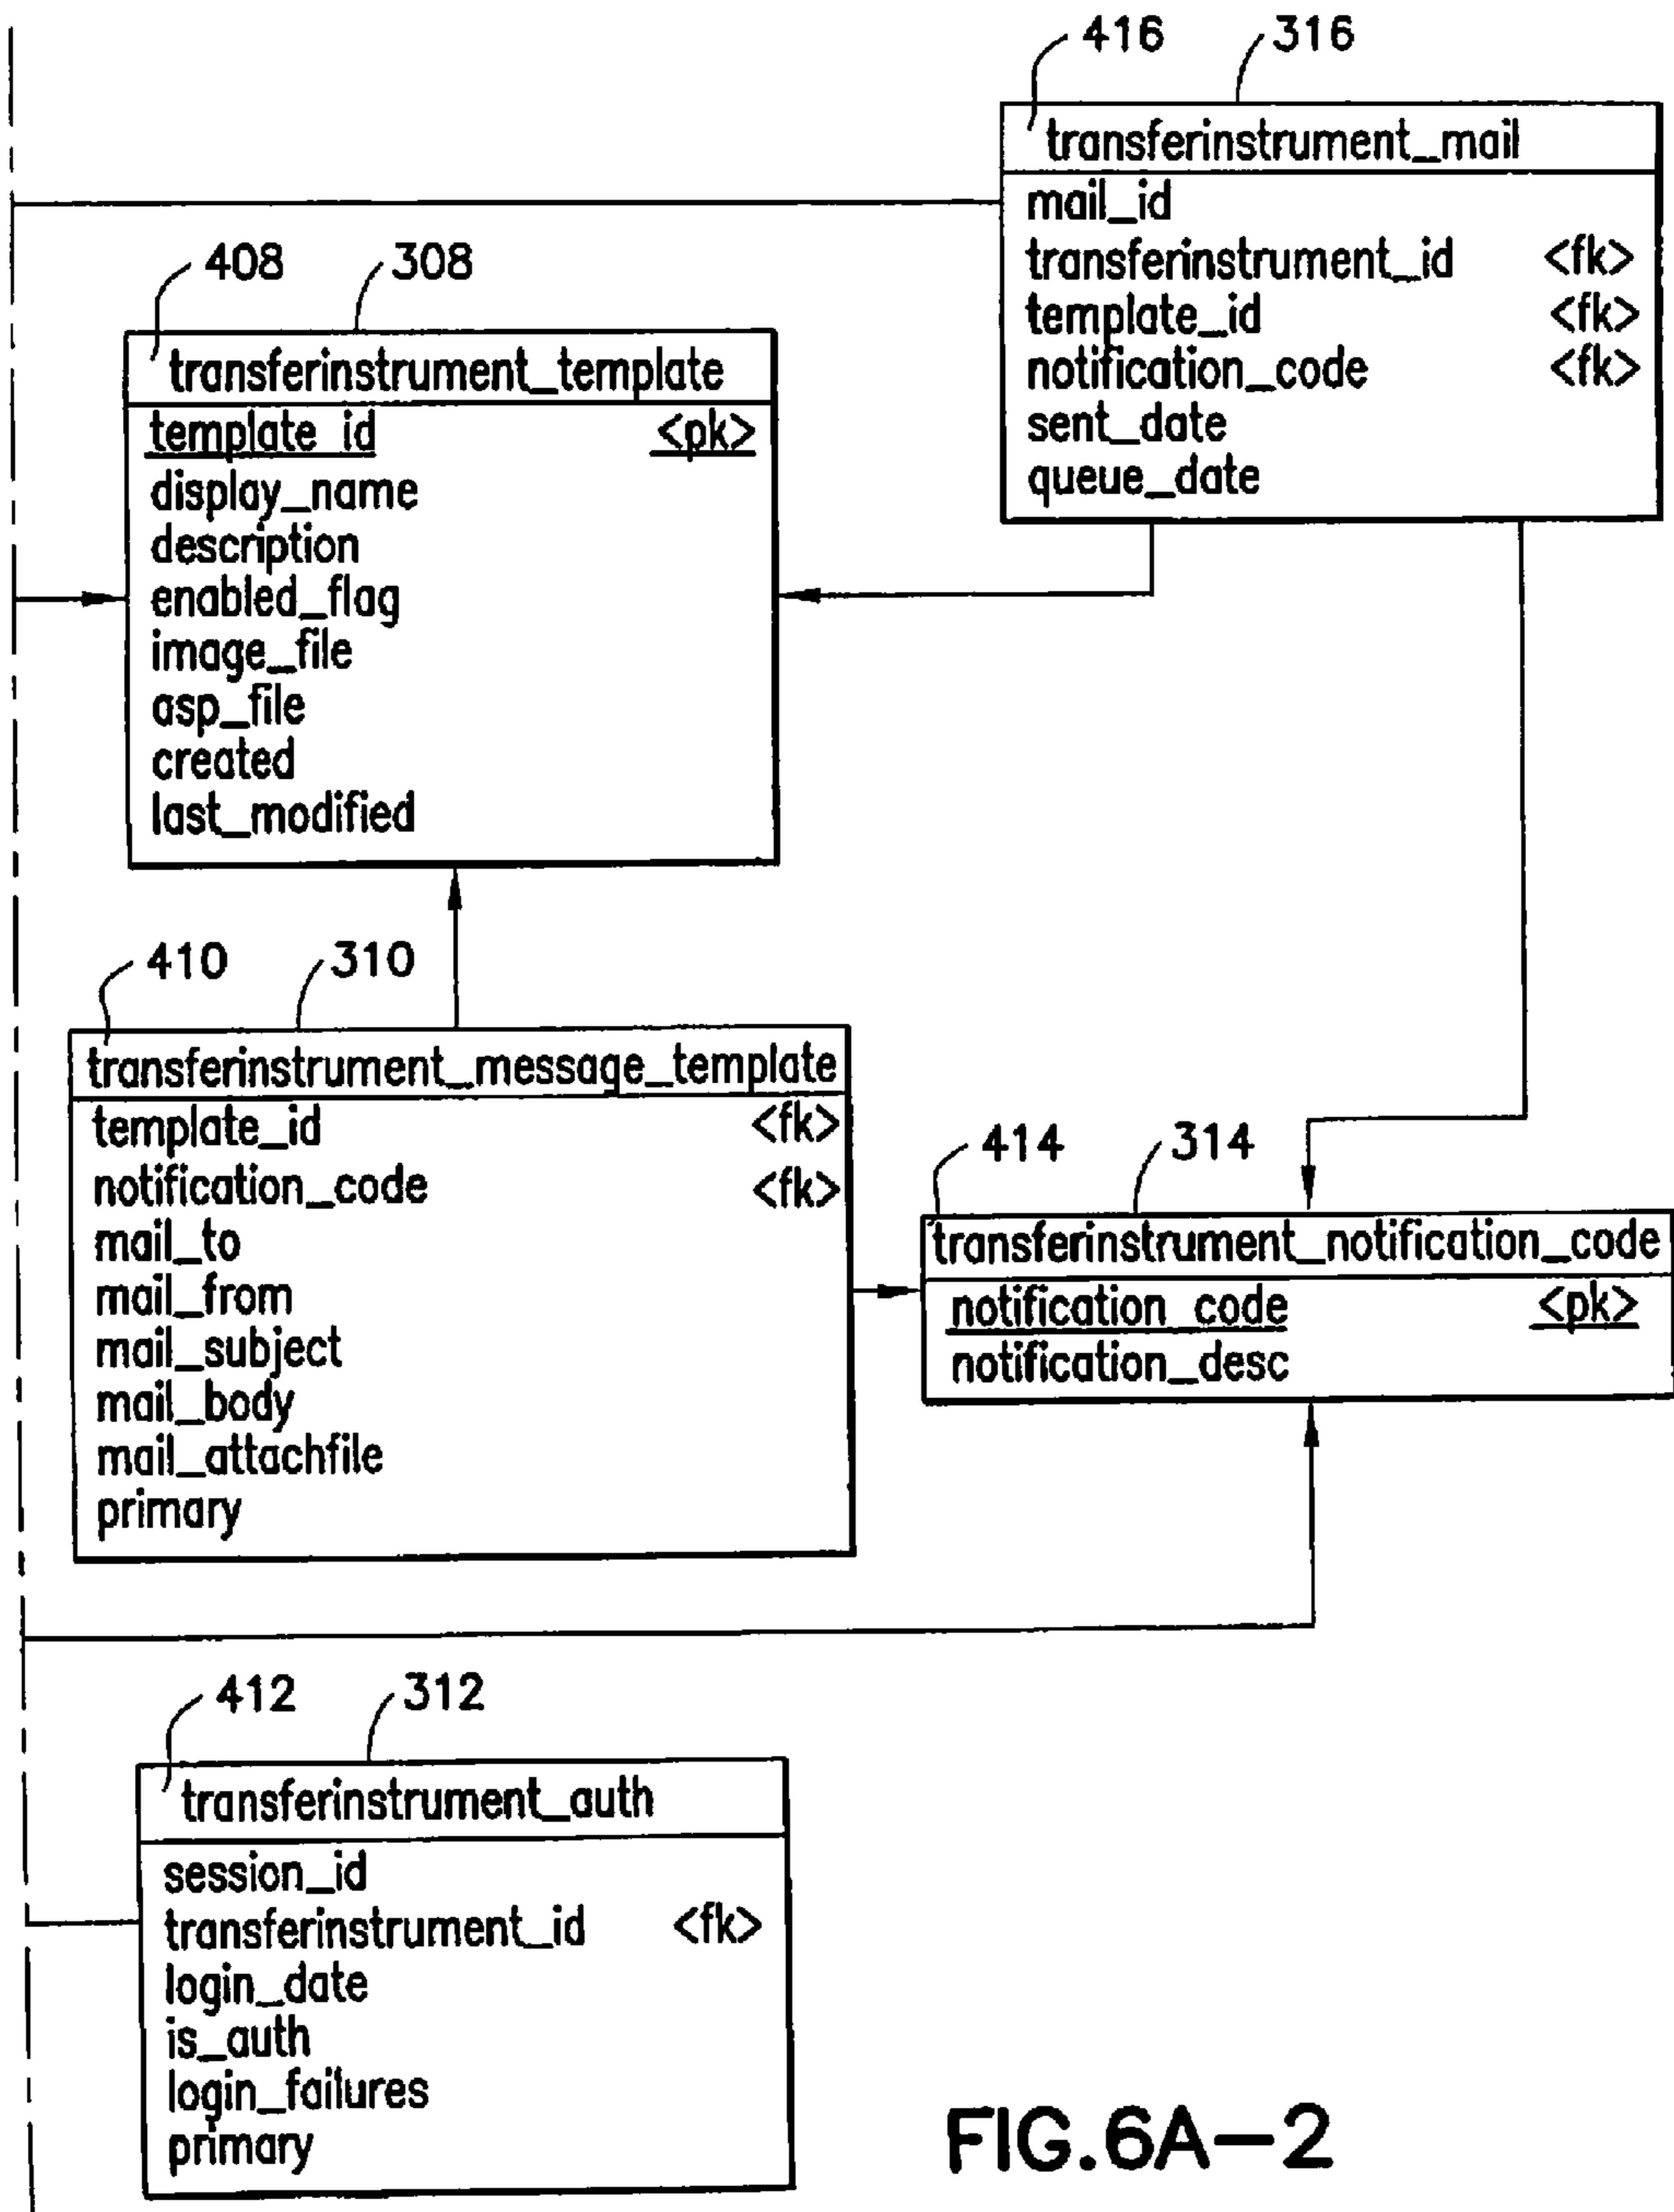 416 316
transferinstrument_mail
mail_id
transferinstrument_id <fk>
template_id <fk>
notification_code <fk>
sent_date
queue_date
408 308
transferinstrument_template
template_id <pk>
display_name
description
enabled_flag
image_file
asp_file
created
last_modified
410 310
transferinstrument_message_template
template_id <fk>
notification_code <fk>
mail_to
mail_from
mail_subject
mail_body
mail_attachfile
primary
414 314
transferinstrument_notification_code
notification_code <pk>
notification_desc
412 312
transferinstrument_auth
session_id
transferinstrument_id <fk>
login_date
is_auth
login_failures
primary
FIG.6A-2